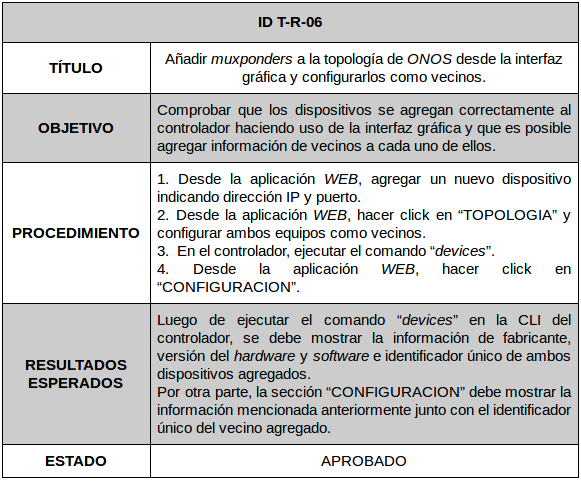 ID T-R-06
TÍTULO
Añadir muxponders a la topología de ONOS desde la interfaz
gráfica y configurarlos como vecinos.
OBJETIVO
Comprobar que los dispositivos se agregan correctamente al
controlador haciendo uso de la interfaz gráfica y que es posible
agregar información de vecinos a cada uno de ellos.
PROCEDIMIENTO
1. Desde la aplicación WEB, agregar un nuevo dispositivo
indicando dirección IP y puerto.
2. Desde la aplicación WEB, hacer click en “TOPOLOGIA” y
configurar ambos equipos como vecinos.
3. En el controlador, ejecutar el comando “devices”.
4. Desde la aplicación WEB, hacer click en
“CONFIGURACION”.
RESULTADOS
ESPERADOS
Luego de ejecutar el comando “devices” en la CLI del
controlador, se debe mostrar la información de fabricante,
versión del hardware y software e identificador único de ambos
dispositivos agregados.
Por otra parte, la sección “CONFIGURACION” debe mostrar la
información mencionada anteriormente junto con el identificador
único del vecino agregado.
ESTADO
APROBADO